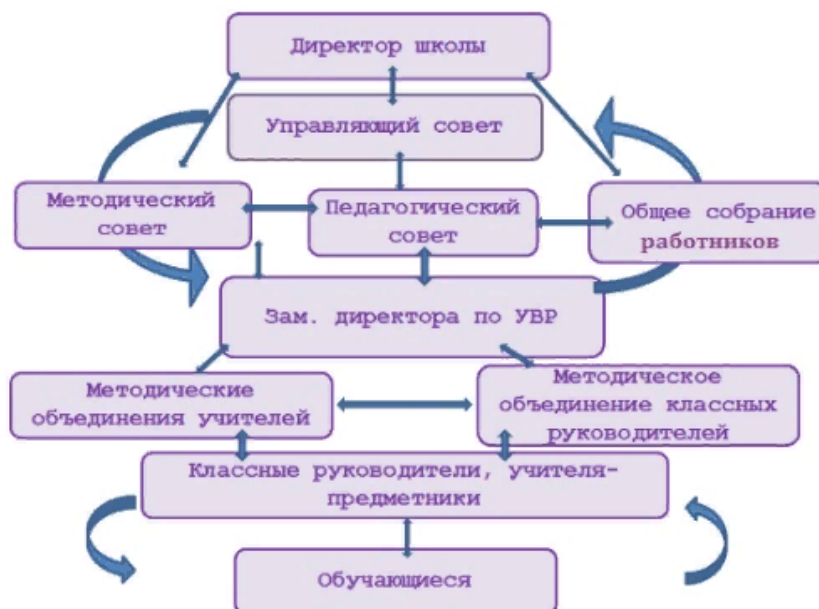 Директор школы
Управляющий совет
Методический
совет
Педагогический
совет
Общее собрание
работников
Зам. директора по УВР
Методические
объединения учителей
Методическое
объединение классных
руководителей
Классные руководители, учителя-
предметники
Обучающиеся